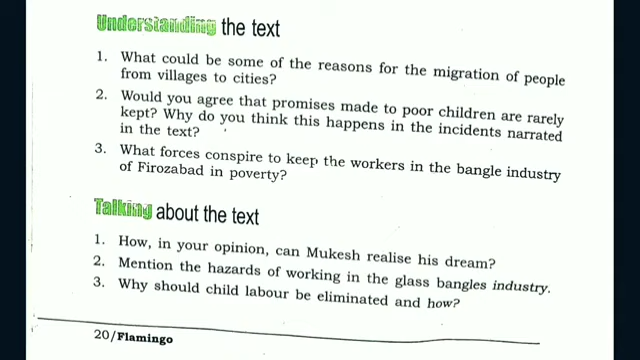 Understanding the text
1. What could be some of the reasons for the migration of people
from villages to cities?
2. Would you agree that promises made to poor children are rarely
kept? Why do you think this happens in the incidents narrated
in the text?
3. What forces conspire to keep the workers in the bangle industry
of Firozabad in poverty?
Talking about the text
1. How, in your opinion, can Mukesh realise his dream?
2. Mention the hazards of working in the glass bangles industry.
3. Why should child labour be eliminated and how?
20/Flamingo